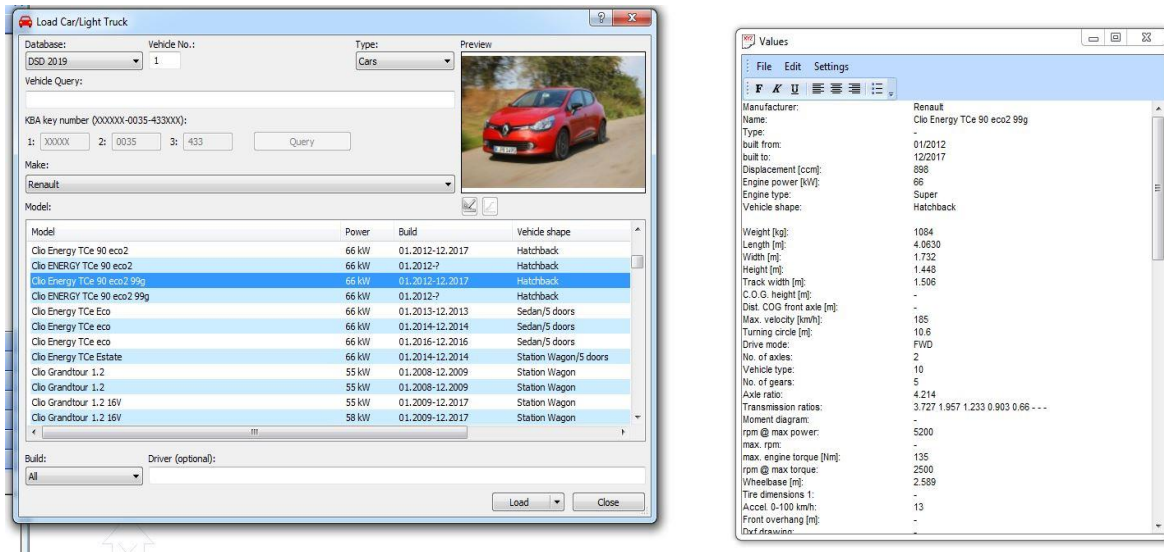 Load Car/Light Truck
Database: Vehicle No.: Type: Preview
DSD 2019 1 Cars
Vehicle Query:
KBA key number (XXXXXX-0035-433XXX):
1: XXXXX 2: 0035 3: 433 Query
Make:
Renault
Model:
Model Power Build Vehicle shape
Clio Energy TCe 90 eco2 66 kW 01.2012-12.2017 Hatchback
Clio ENERGY TCe 90 eco2 66 kW 01.2012-? Hatchback
Clio Energy TCe 90 eco2 99g 66 kW 01.2012-12.2017 Hatchback
Clio ENERGY TCe 90 eco2 99g 66 kW 01.2012-? Hatchback
Clio Energy TCe Eco 66 kW 01.2013-12.2013 Sedan/5 doors
Clio Energy TCe eco 66 kW 01.2014-12.2014 Sedan/5 doors
Clio Energy TCe eco 66 kW 01.2016-12.2016 Sedan/5 doors
Clio Energy TCe Estate 66 kW 01.2014-12.2014 Station Wagon/5 doors
Clio Grandtour 1.2 55 kW 01.2008-12.2009 Station Wagon
Clio Grandtour 1.2 55 kW 01.2008-12.2009 Station Wagon
Clio Grandtour 1.2 16V 55 kW 01.2009-12.2017 Station Wagon
Clio Grandtour 1.2 16V 58 kW 01.2009-12.2017 Station Wagon
Build: Driver (optional):
All
Load Close
Values
File Edit Settings
F K U
Manufacturer: Renault
Name: Clio Energy TCe 90 eco2 99g
Type: -
built from: 01/2012
built to: 12/2017
Displacement [ccm]: 898
Engine power [kW]: 66
Engine type: Super
Vehicle shape: Hatchback
Weight [kg]: 1084
Length [m]: 4.0630
Width [m]: 1.732
Height [m]: 1.448
Track width [m]: 1.506
C.O.G. height [m]: -
Dist. COG front axle [m]: -
Max. velocity [km/h]: 185
Turning circle [m]: 10.6
Drive mode: FWD
No. of axles: 2
Vehicle type: 10
No. of gears: 5
Axle ratio: 4.214
Transmission ratios: 3.727 1.957 1.233 0.903 0.66 - - -
Moment diagram: -
rpm @ max power: 5200
max. rpm: -
max. engine torque [Nm]: 135
rpm @ max torque: 2500
Wheelbase [m]: 2.589
Tire dimensions 1: -
Accel. 0-100 km/h: 13
Front overhang [m]: -
Dxf drawing: -